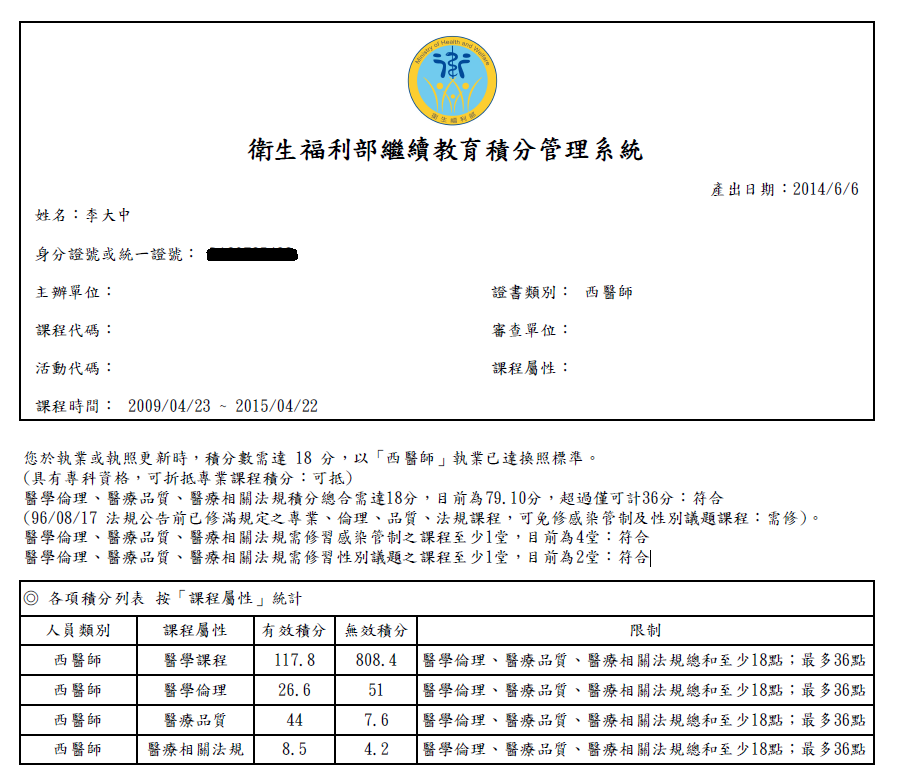 Ministry of Health and Welfare
衛生福利部
衛生福利部繼續教育積分管理系統
產出日期：2014/6/6
姓名：李大中
身分證號或統一證號：
主辦單位：
證書類別： 西醫師
課程代碼：
審查單位：
活動代碼：
課程屬性：
課程時間： 2009/04/23 ~ 2015/04/22
您於執業或執照更新時，積分數需達 18 分，以「西醫師」執業已達換照標準。
(具有專科資格，可折抵專業課程積分：可抵)
醫學倫理、醫療品質、醫療相關法規積分總合需達18分，目前為79.10分，超過僅可計36分：符合
(96/08/17 法規公告前已修滿規定之專業、倫理、品質、法規課程，可免修感染管制及性別議題課程：需修)。
醫學倫理、醫療品質、醫療相關法規需修習感染管制之課程至少1堂，目前為4堂：符合
醫學倫理、醫療品質、醫療相關法規需修習性別議題之課程至少1堂，目前為2堂：符合
◎ 各項積分列表 按「課程屬性」統計
人員類別 課程屬性 有效積分 無效積分 限制
西醫師 醫學課程 117.8 808.4 醫學倫理、醫療品質、醫療相關法規總和至少18點；最多36點
西醫師 醫學倫理 26.6 51 醫學倫理、醫療品質、醫療相關法規總和至少18點；最多36點
西醫師 醫療品質 44 7.6 醫學倫理、醫療品質、醫療相關法規總和至少18點；最多36點
西醫師 醫療相關法規 8.5 4.2 醫學倫理、醫療品質、醫療相關法規總和至少18點；最多36點